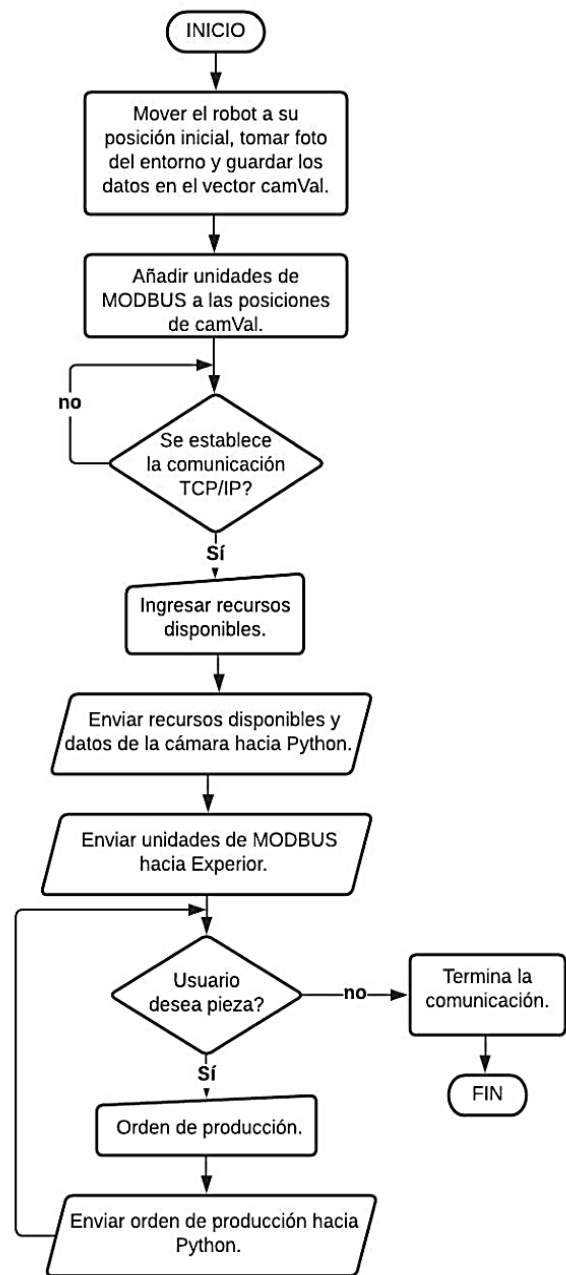 INICIO
Mover el robot a su
posición inicial, tomar foto
del entorno y guardar los
datos en el vector camVal.
Añadir unidades de
MODBUS a las posiciones
de camVal.
no
Se establece
la comunicación
TCP/IP?
Sí
Ingresar recursos
disponibles.
Enviar recursos disponibles y
datos de la cámara hacia Python.
Enviar unidades de MODBUS
hacia Experior.
Usuario
desea pieza?
no
Termina la
comunicación.
FIN
Sí
Orden de producción.
Enviar orden de producción hacia
Python.